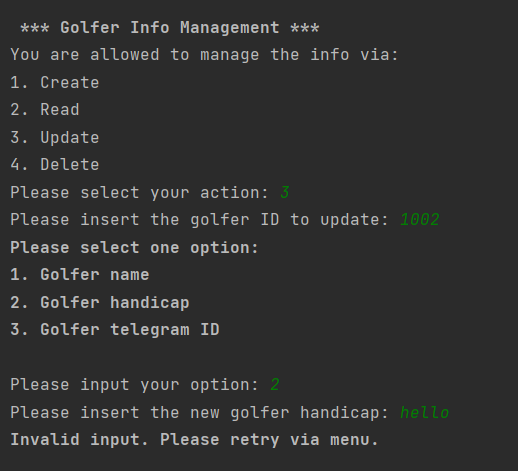 *** Golfer Info Management ***
You are allowed to manage the info via:
1. Create
2. Read
3. Update
4. Delete
Please select your action: 3
Please insert the golfer ID to update: 1002
Please select one option:
1. Golfer name
2. Golfer handicap
3. Golfer telegram ID
Please input your option: 2
Please insert the new golfer handicap: hello
Invalid input. Please retry via menu.